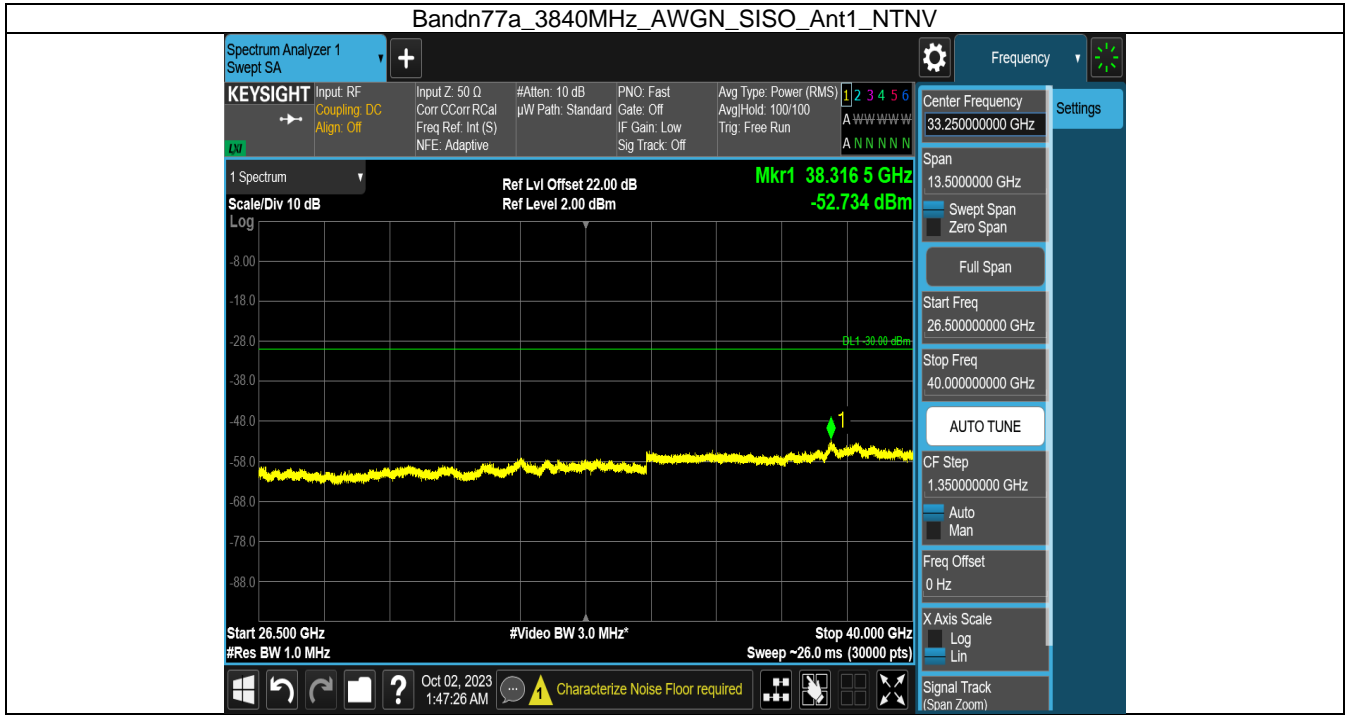 Bandn77a_3840MHz_AWGN_SISO_Ant1_NTNV
Spectrum Analyzer 1
Swept SA
+
Frequency
KEYSIGHT
LXI
Input: RF
Coupling: DC
Align: Off
Input Z: 50 Ω
Corr CCorr RCal
Freq Ref: Int (S)
NFE: Adaptive
#Atten: 10 dB
µW Path: Standard
PNO: Fast
Gate: Off
IF Gain: Low
Sig Track: Off
Avg Type: Power (RMS)
Avg|Hold: 100/100
Trig: Free Run
1 2 3 4 5 6
A W W W W W
A N N N N N
1 Spectrum
Scale/Div 10 dB
Log
Ref Lvl Offset 22.00 dB
Ref Level 2.00 dBm
Mkr1 38.316 5 GHz
-52.734 dBm
-8.00
-18.0
-28.0
DL1 -30.00 dBm
-38.0
-48.0
1
-58.0
-68.0
-78.0
-88.0
Start 26.500 GHz
#Res BW 1.0 MHz
#Video BW 3.0 MHz*
Stop 40.000 GHz
Sweep ~26.0 ms (30000 pts)
?
Oct 02, 2023
1:47:26 AM
1
Characterize Noise Floor required
Center Frequency
33.250000000 GHz
Settings
Span
13.5000000 GHz
Swept Span
Zero Span
Full Span
Start Freq
26.500000000 GHz
Stop Freq
40.000000000 GHz
AUTO TUNE
CF Step
1.350000000 GHz
Auto
Man
Freq Offset
0 Hz
X Axis Scale
Log
Lin
Signal Track
(Span Zoom)